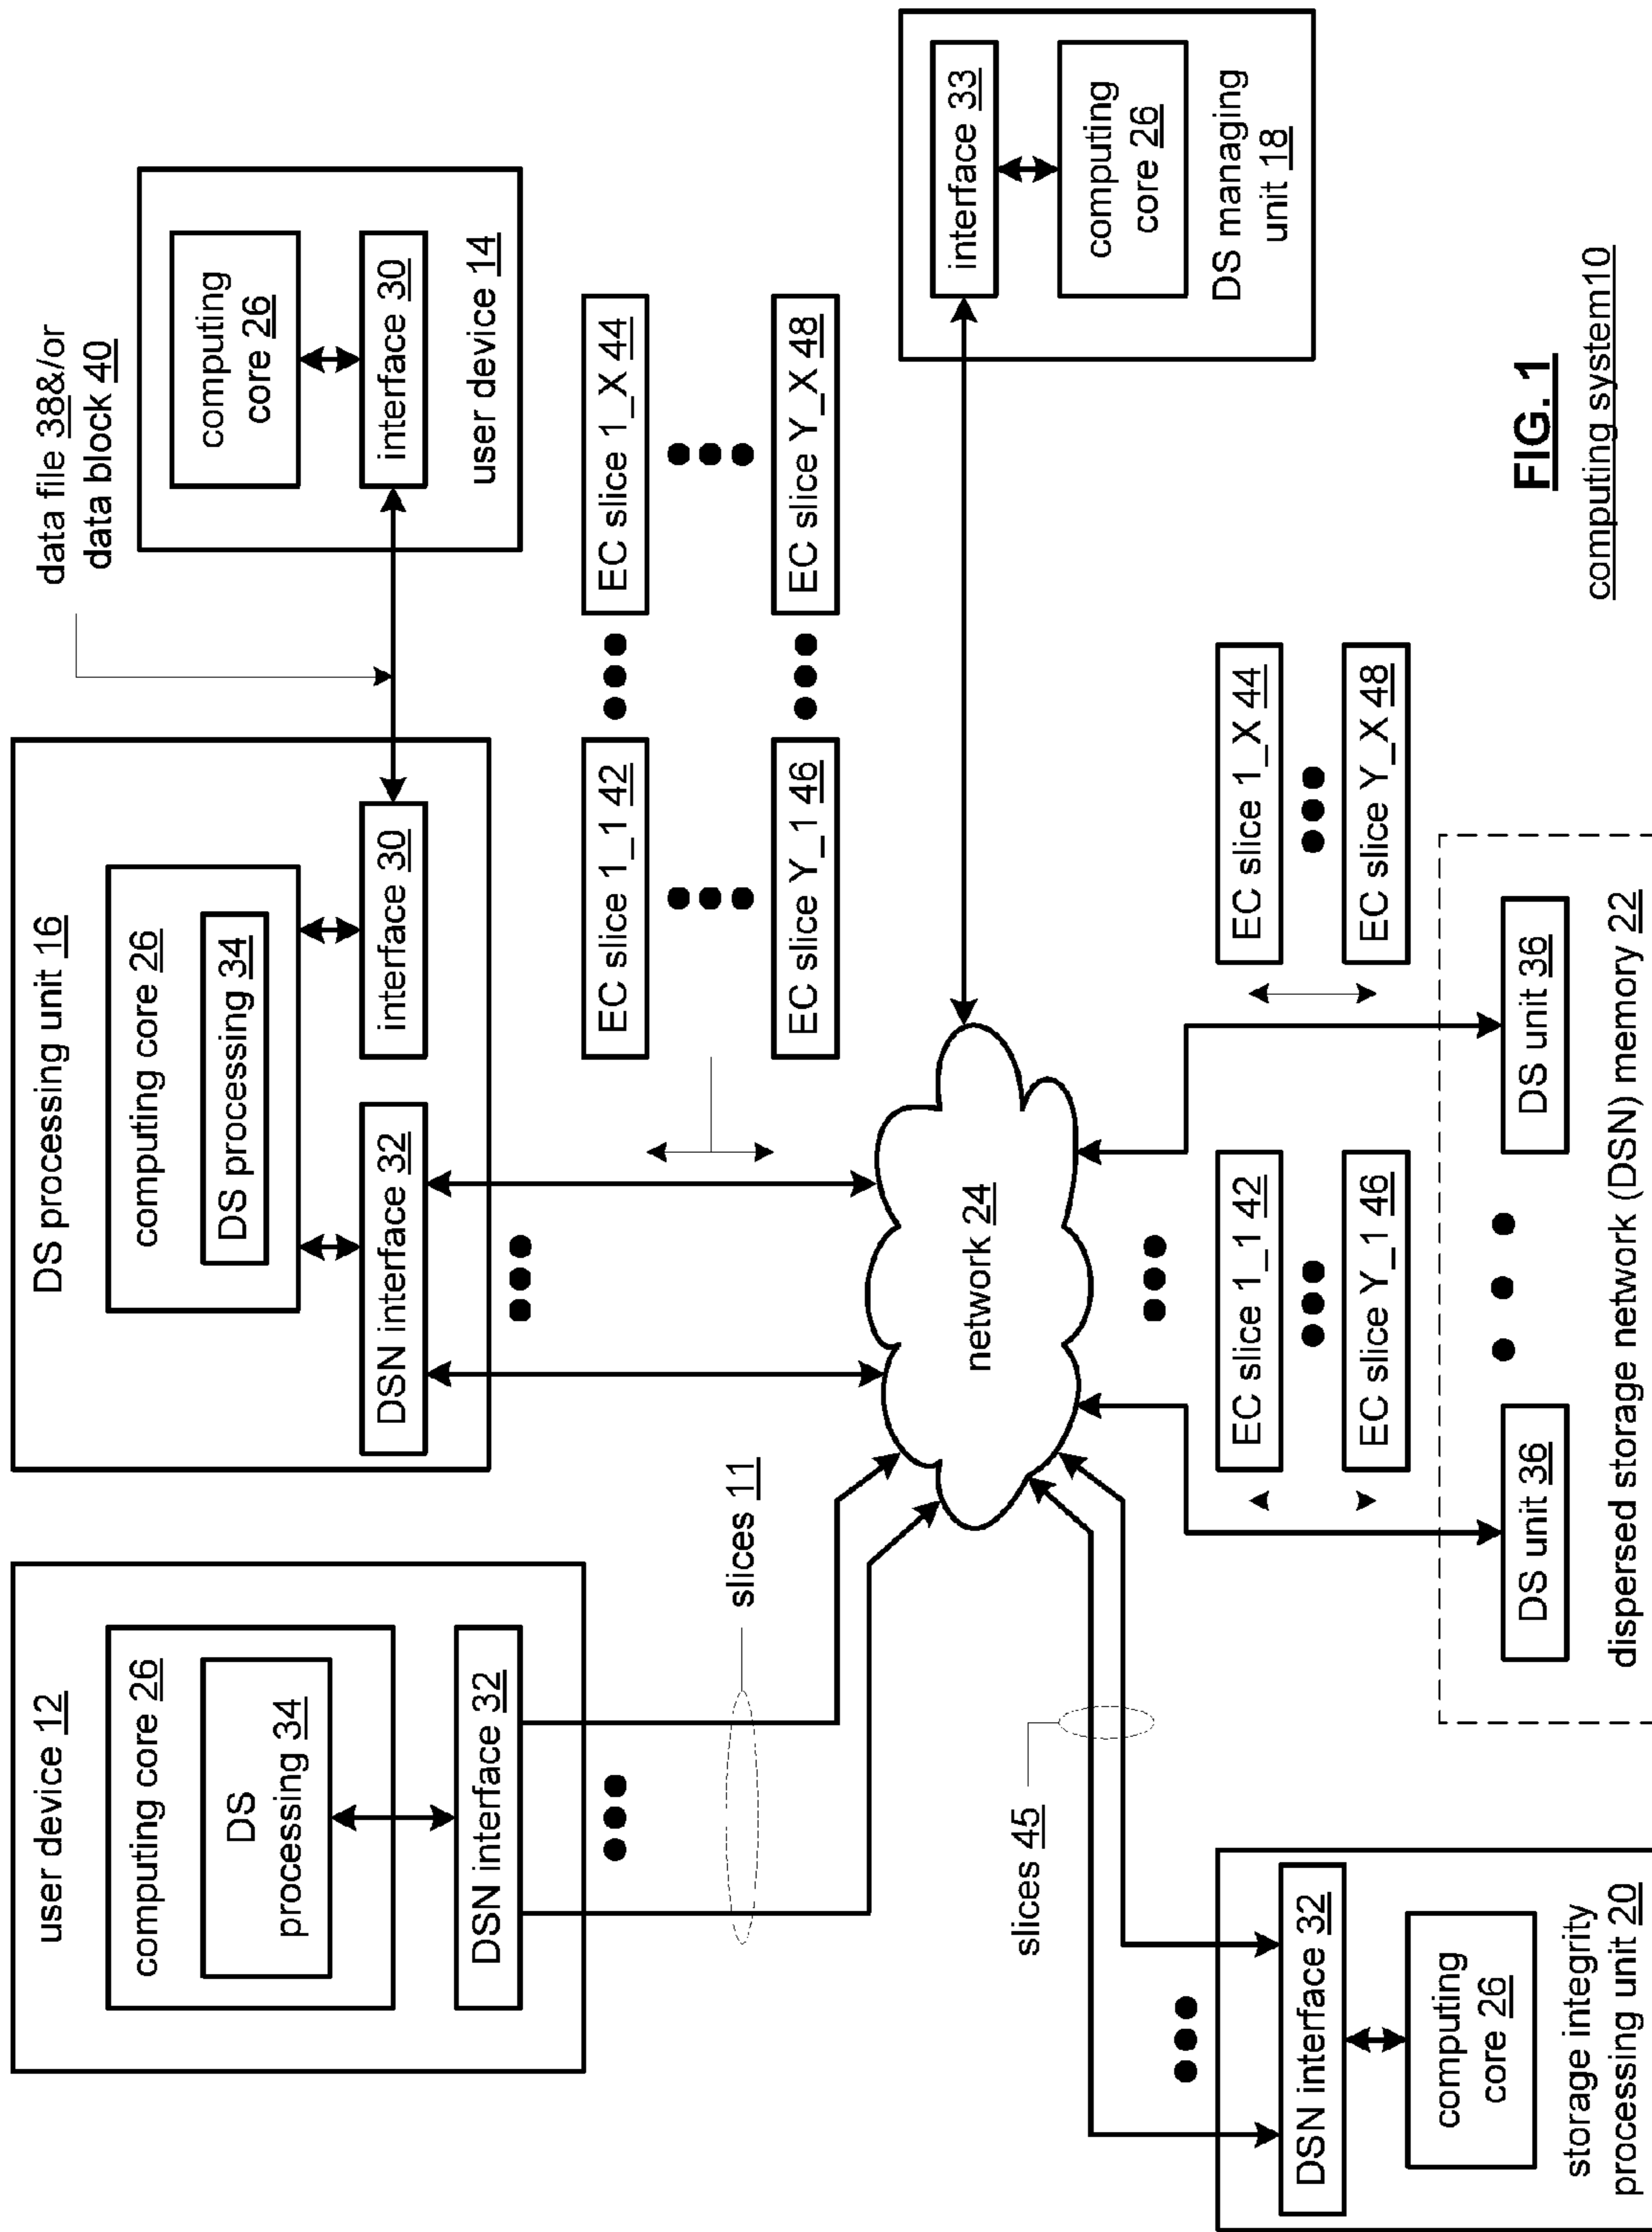 user device 12
computing core 26
DS
processing 34
DSN interface 32
slices 11
DS processing unit 16
computing core 26
DS processing 34
DSN interface 32
interface 30
data file 38&/or
data block 40
computing
core 26
interface 30
user device 14
EC slice 1_1 42
EC slice 1_X 44
EC slice Y_1 46
EC slice Y_X 48
network 24
interface 33
computing
core 26
DS managing
unit 18
slices 45
DSN interface 32
computing
core 26
storage integrity
processing unit 20
EC slice 1_1 42
EC slice Y_1 46
EC slice 1_X 44
EC slice Y_X 48
DS unit 36
DS unit 36
dispersed storage network (DSN) memory 22
FIG. 1
computing system10